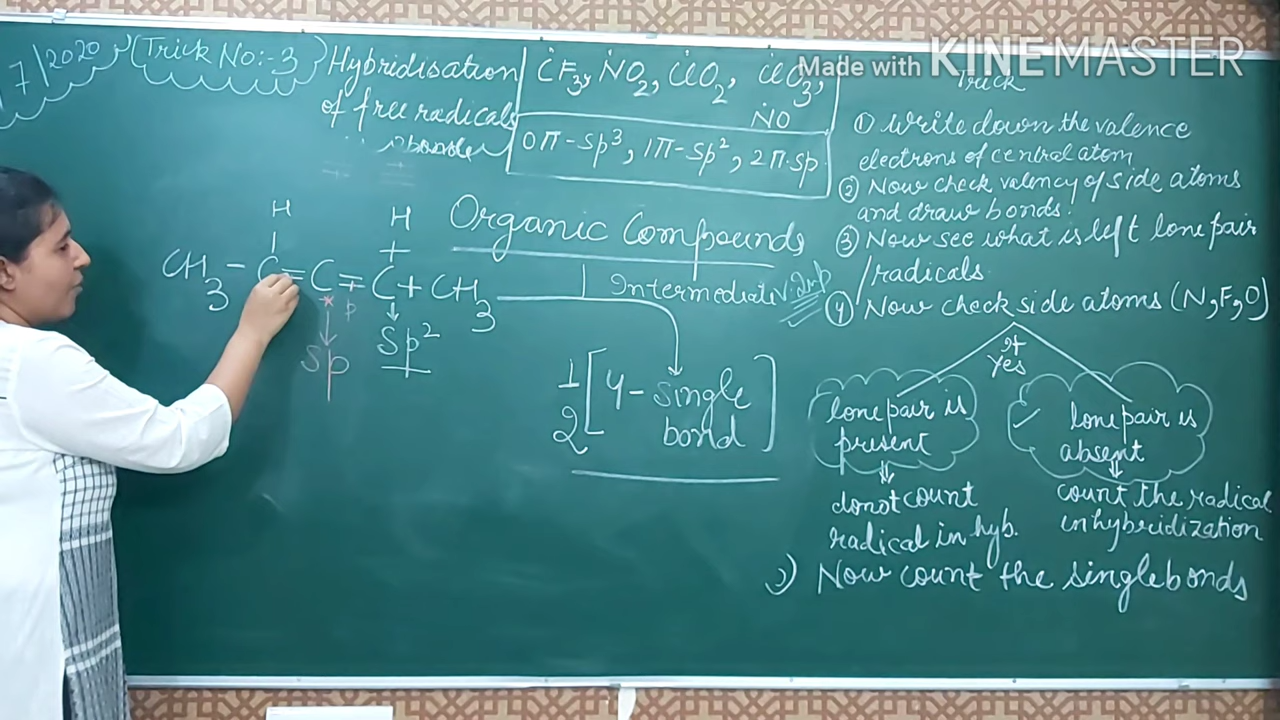 7/2020
(Trick No:-3)
Hybridisation
of free radicals
ĊF3, ṄO2, ĊlO2, ĊlO3,
ṄO
0π-sp³, 1π-sp², 2π-sp.
Made with KINEMASTER
Trick
① Write down the valence
electrons of central atom
② Now check valency of side atoms
and draw bonds.
③ Now see what is left lone pair
/radicals
④ Now check side atoms (N,F,O)
If
Yes
lone pair is
present
do not count
radical in hyb.
lone pair is
absent
count the radical
in hybridization
Now count the single bonds
Organic Compounds
Intermediate
H H
CH3 - C = C = C + CH3
p
sp
sp²
1/2 [4 - single
bond]